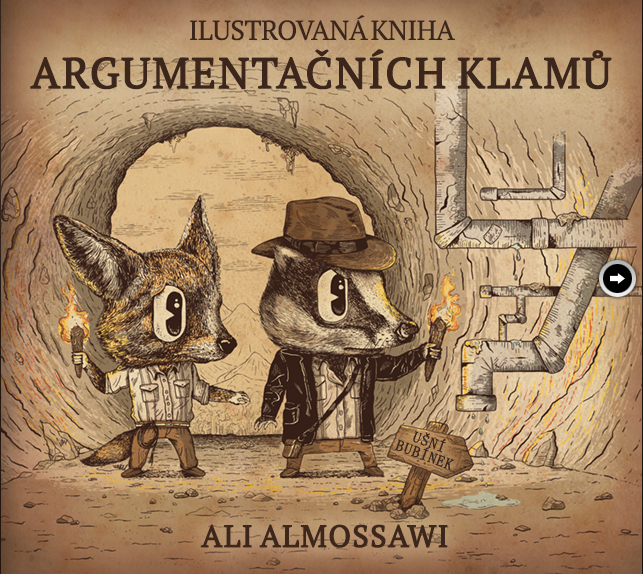 ILUSTROVANÁ KNIHA
ARGUMENTAČNÍCH KLAMŮ
UŠNÍ
BUBÍNEK
ALI ALMOSSAWI